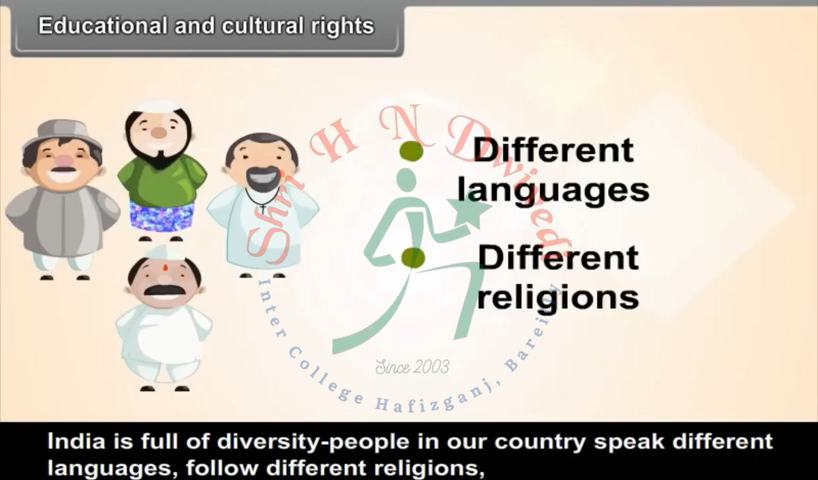 Educational and cultural rights
Shri H N Dwivedi
Different
languages
Different
religions
Since 2003
Inter College Hafizganj, Bareilly
India is full of diversity-people in our country speak different
languages, follow different religions,